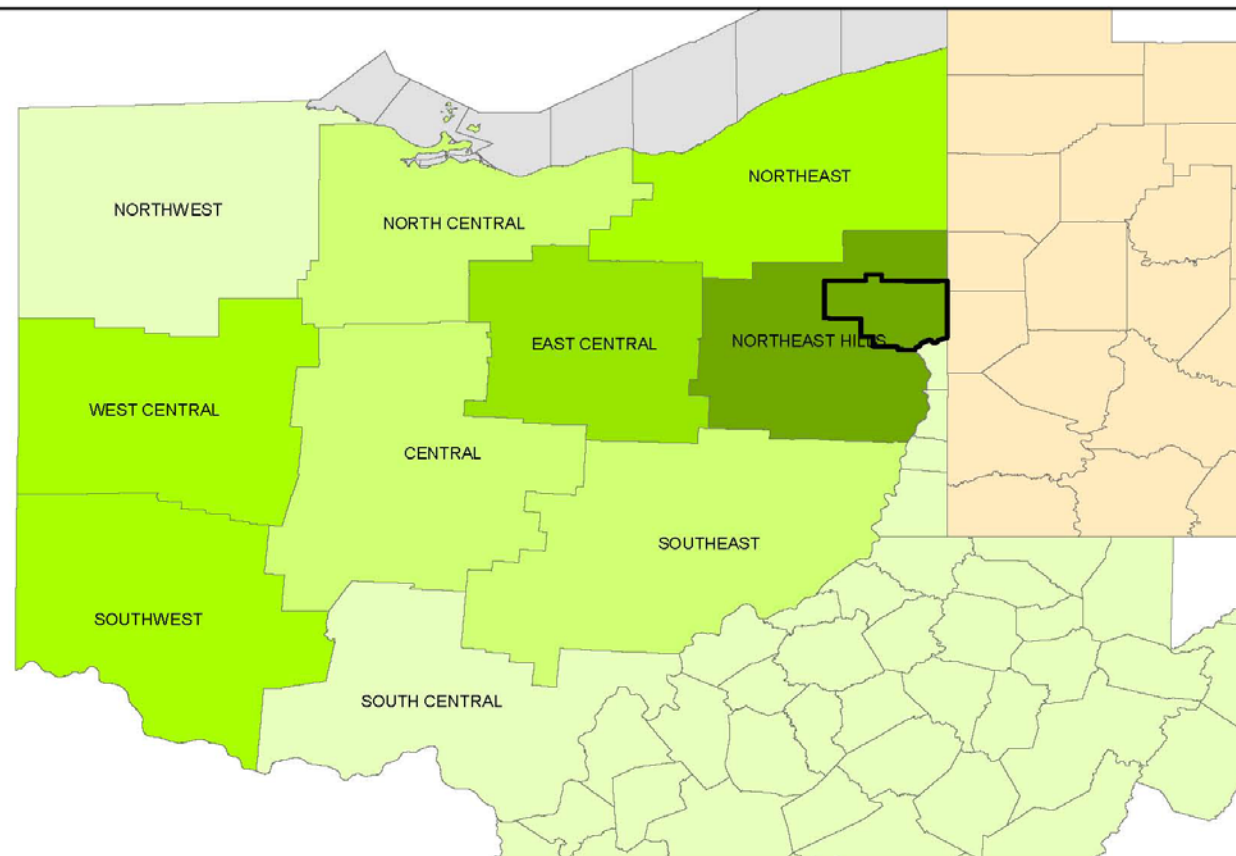 NORTHEAST
NORTHWEST
NORTH CENTRAL
EAST CENTRAL
NORTHEAST HILLS
WEST CENTRAL
CENTRAL
SOUTHEAST
SOUTHWEST
SOUTH CENTRAL